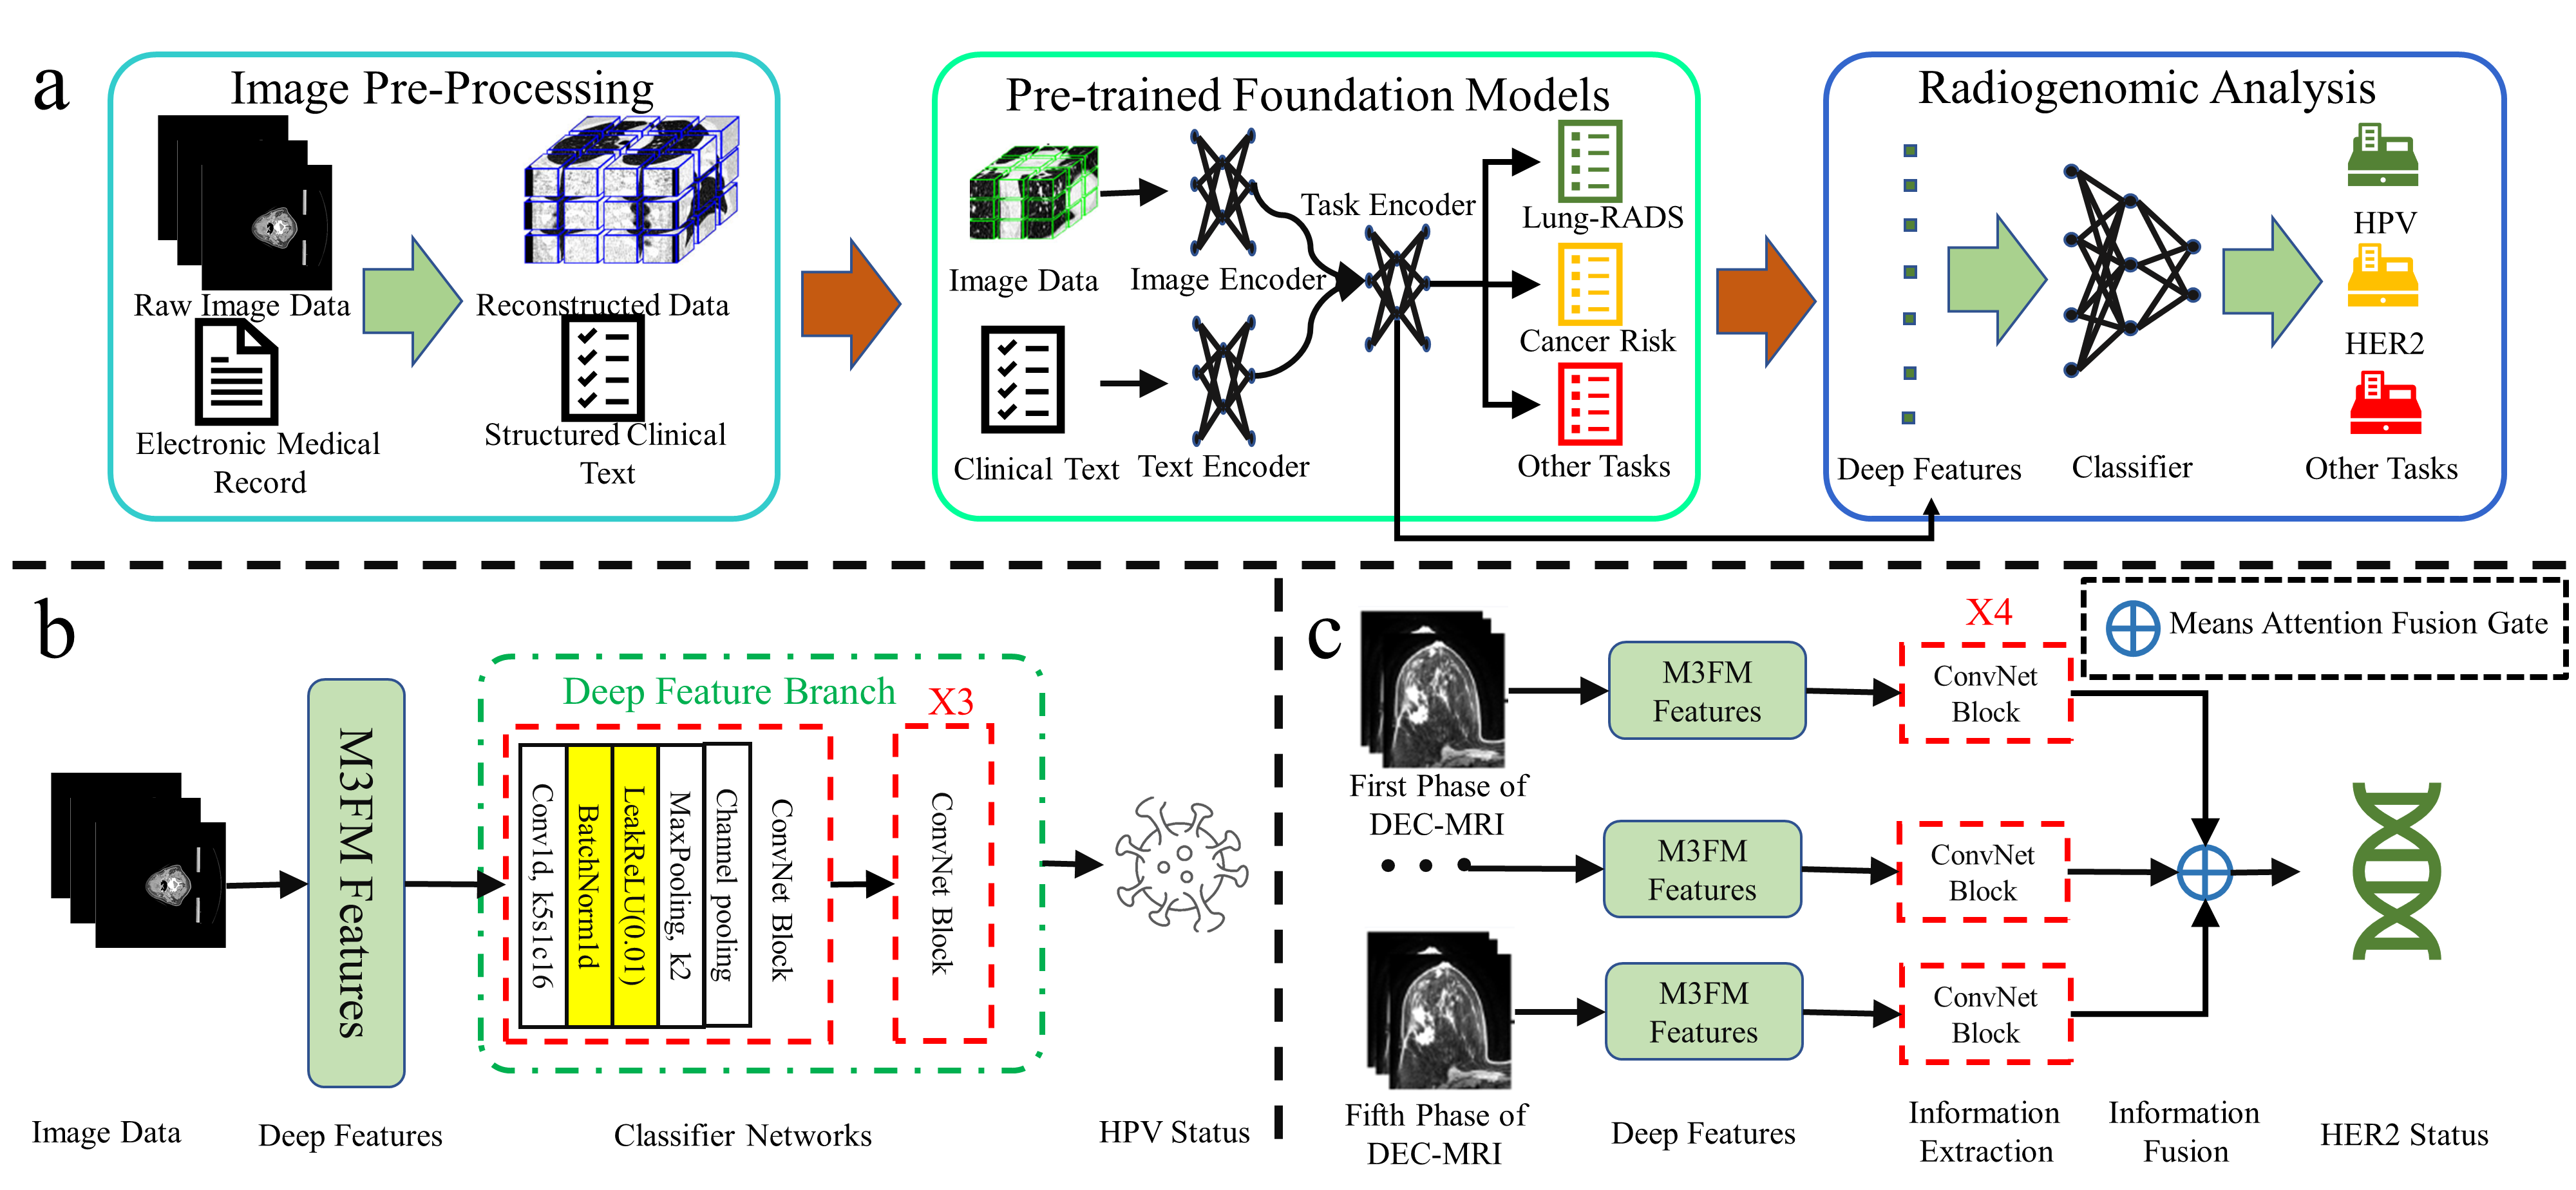 a
Image Pre-Processing
Raw Image Data
Reconstructed Data
Electronic Medical
Record
Structured Clinical
Text
Pre-trained Foundation Models
Image Data
Image Encoder
Task Encoder
Clinical Text
Text Encoder
Lung-RADS
Cancer Risk
Other Tasks
Radiogenomic Analysis
Deep Features
Classifier
HPV
HER2
Other Tasks
b
Image Data
M3FM Features
Deep Features
Deep Feature Branch
Conv1d, k5s1c16
BatchNorm1d
LeakReLU(0.01)
MaxPooling, k2
Channel pooling
ConvNet Block
X3
ConvNet Block
Classifier Networks
HPV Status
c
First Phase of
DEC-MRI
Fifth Phase of
DEC-MRI
M3FM
Features
M3FM
Features
M3FM
Features
Deep Features
X4
ConvNet
Block
ConvNet
Block
ConvNet
Block
Information
Extraction
Means Attention Fusion Gate
Information
Fusion
HER2 Status